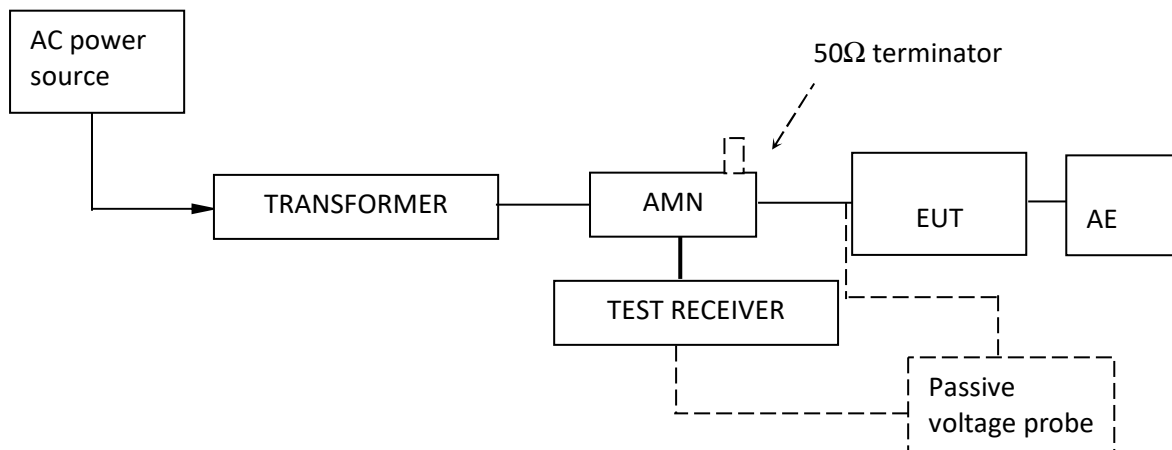 AC power
source
50Ω terminator
TRANSFORMER
AMN
EUT
AE
TEST RECEIVER
Passive
voltage probe